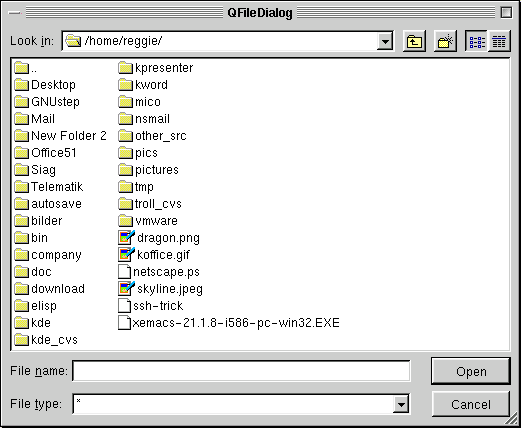 QFileDialog
Look in: /home/reggie/
..
Desktop
GNUstep
Mail
New Folder 2
Office51
Siag
Telematik
autosave
bilder
bin
company
doc
download
elisp
kde
kde_cvs
kpresenter
kword
mico
nsmail
other_src
pics
pictures
tmp
troll_cvs
vmware
dragon.png
koffice.gif
netscape.ps
skyline.jpeg
ssh-trick
xemacs-21.1.8-i586-pc-win32.EXE
File name:
Open
File type: *
Cancel